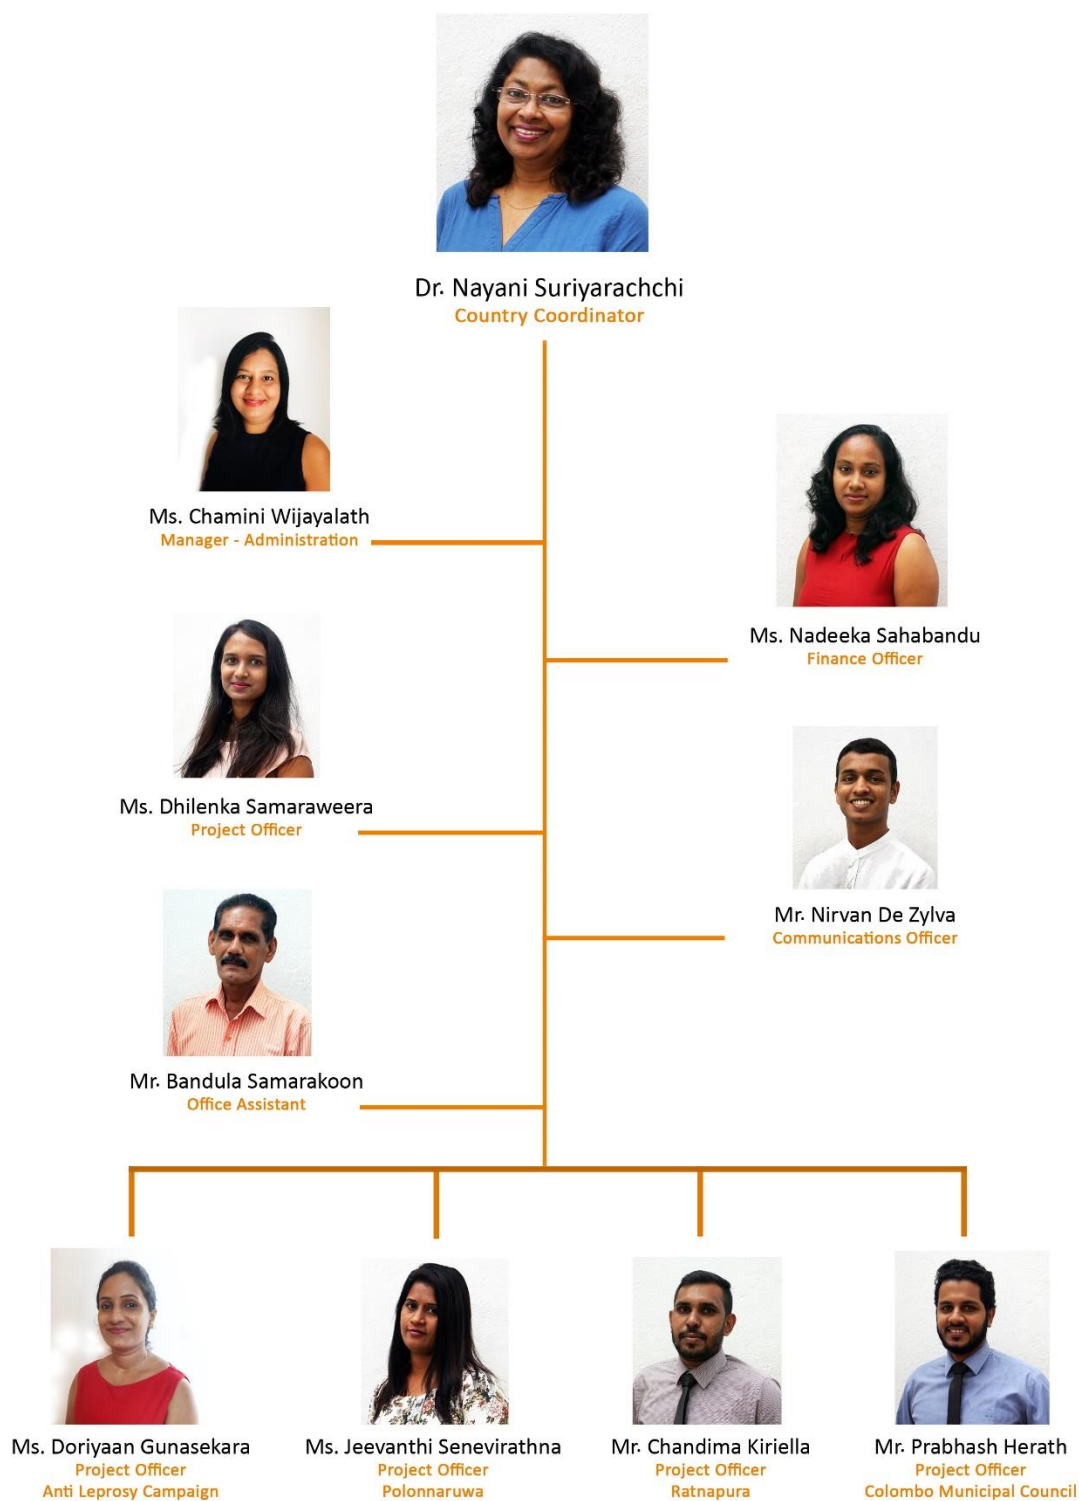 Dr. Nayani Suriyarachchi
Country Coordinator
Ms. Chamini Wijayalath
Manager - Administration
Ms. Nadeeka Sahabandu
Finance Officer
Ms. Dhilenka Samaraweera
Project Officer
Mr. Nirvan De Zylva
Communications Officer
Mr. Bandula Samarakoon
Office Assistant
Ms. Doriyaan Gunasekara
Project Officer
Anti Leprosy Campaign
Ms. Jeevanthi Senevirathna
Project Officer
Polonnaruwa
Mr. Chandima Kiriella
Project Officer
Ratnapura
Mr. Prabhash Herath
Project Officer
Colombo Municipal Council